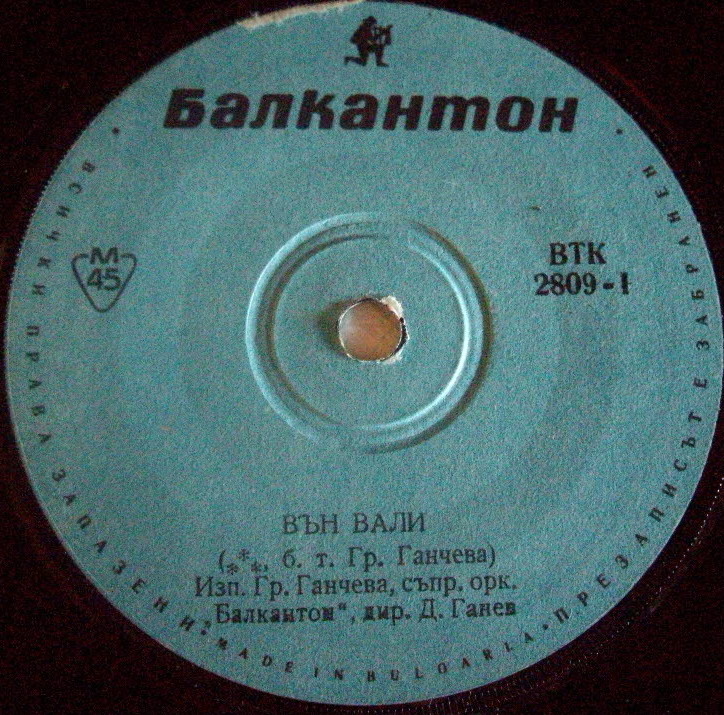 Балкантон
М
45
ВТК
2809-1
ВЪН ВАЛИ
(⁂, б. т. Гр. Ганчева)
Изп. Гр. Ганчева, съпр. орк.
„Балкантон“, дир. Д. Ганев
ВСИЧКИ ПРАВА ЗАПАЗЕНИ • MADE IN BULGARIA • ПРЕЗАПИСЪТ Е ЗАБРАНЕН